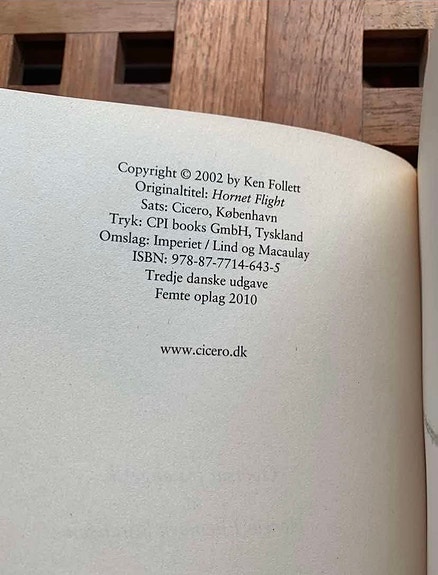 Copyright © 2002 by Ken Follett
Originaltitel: Hornet Flight
Sats: Cicero, København
Tryk: CPI books GmbH, Tyskland
Omslag: Imperiet / Lind og Macaulay
ISBN: 978-87-7714-643-5
Tredje danske udgave
Femte oplag 2010
www.cicero.dk